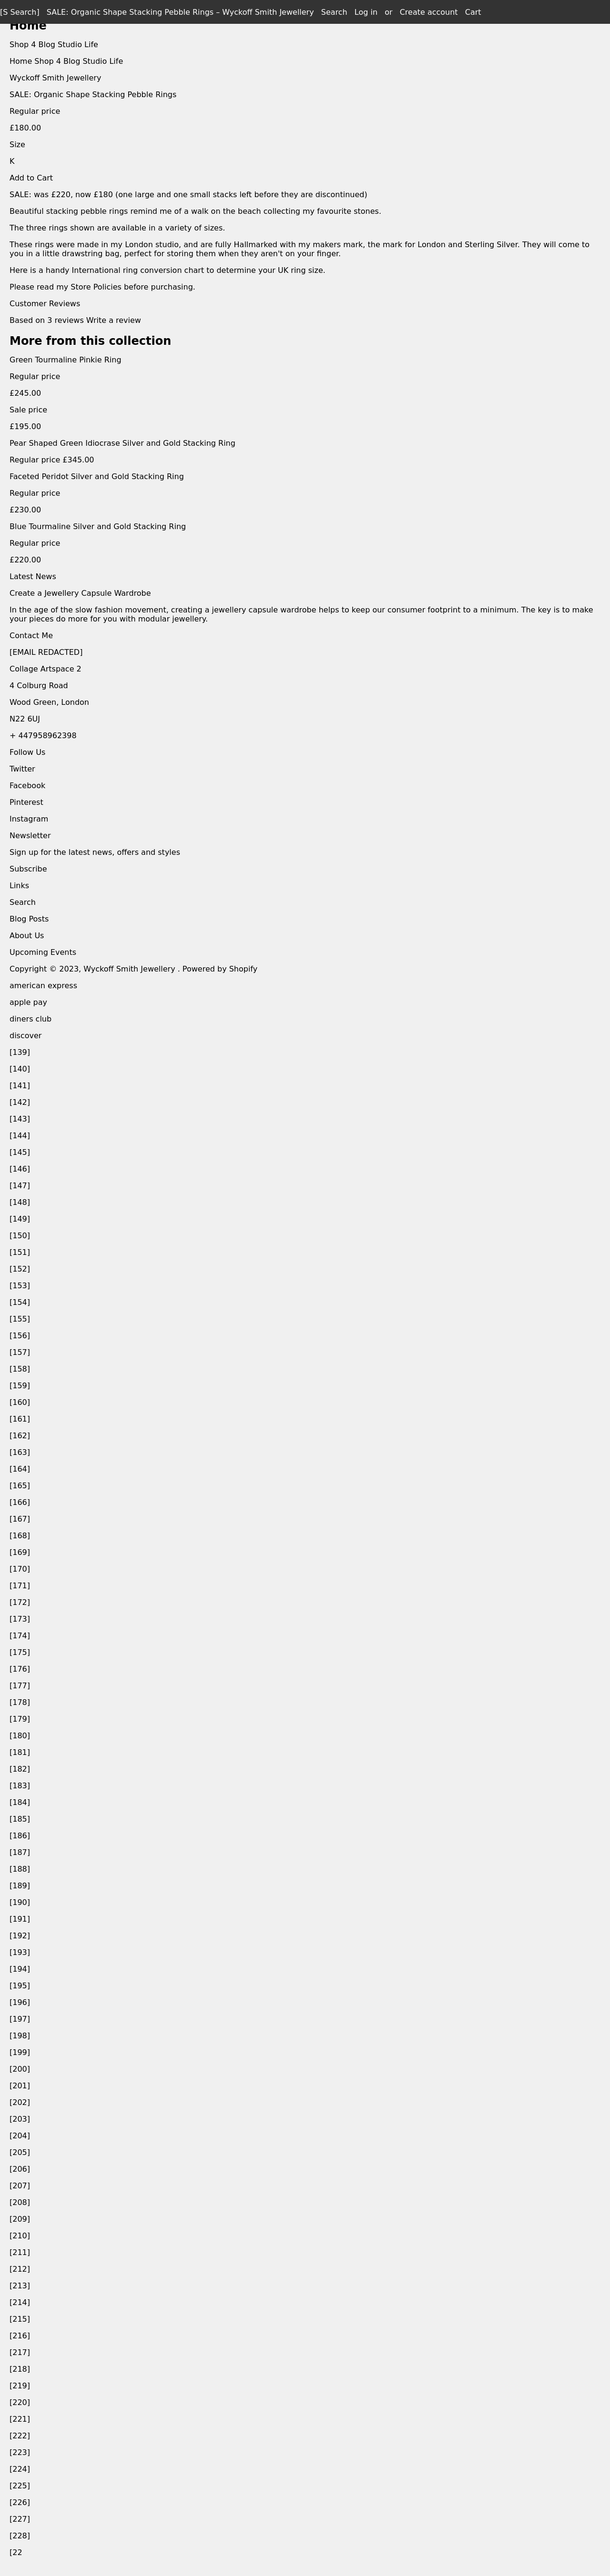 [S Search] SALE: Organic Shape Stacking Pebble Rings – Wyckoff Smith Jewellery Search Log in or Create account Cart
Home
Shop 4 Blog Studio Life
Home Shop 4 Blog Studio Life
Wyckoff Smith Jewellery
SALE: Organic Shape Stacking Pebble Rings
Regular price
£180.00
Size
K
Add to Cart
SALE: was £220, now £180 (one large and one small stacks left before they are discontinued)
Beautiful stacking pebble rings remind me of a walk on the beach collecting my favourite stones.
The three rings shown are available in a variety of sizes.
These rings were made in my London studio, and are fully Hallmarked with my makers mark, the mark for London and Sterling Silver. They will come to
you in a little drawstring bag, perfect for storing them when they aren't on your finger.
Here is a handy International ring conversion chart to determine your UK ring size.
Please read my Store Policies before purchasing.
Customer Reviews
Based on 3 reviews Write a review
More from this collection
Green Tourmaline Pinkie Ring
Regular price
£245.00
Sale price
£195.00
Pear Shaped Green Idiocrase Silver and Gold Stacking Ring
Regular price £345.00
Faceted Peridot Silver and Gold Stacking Ring
Regular price
£230.00
Blue Tourmaline Silver and Gold Stacking Ring
Regular price
£220.00
Latest News
Create a Jewellery Capsule Wardrobe
In the age of the slow fashion movement, creating a jewellery capsule wardrobe helps to keep our consumer footprint to a minimum. The key is to make
your pieces do more for you with modular jewellery.
Contact Me
[EMAIL REDACTED]
Collage Artspace 2
4 Colburg Road
Wood Green, London
N22 6UJ
+ 447958962398
Follow Us
Twitter
Facebook
Pinterest
Instagram
Newsletter
Sign up for the latest news, offers and styles
Subscribe
Links
Search
Blog Posts
About Us
Upcoming Events
Copyright © 2023, Wyckoff Smith Jewellery . Powered by Shopify
american express
apple pay
diners club
discover
[139]
[140]
[141]
[142]
[143]
[144]
[145]
[146]
[147]
[148]
[149]
[150]
[151]
[152]
[153]
[154]
[155]
[156]
[157]
[158]
[159]
[160]
[161]
[162]
[163]
[164]
[165]
[166]
[167]
[168]
[169]
[170]
[171]
[172]
[173]
[174]
[175]
[176]
[177]
[178]
[179]
[180]
[181]
[182]
[183]
[184]
[185]
[186]
[187]
[188]
[189]
[190]
[191]
[192]
[193]
[194]
[195]
[196]
[197]
[198]
[199]
[200]
[201]
[202]
[203]
[204]
[205]
[206]
[207]
[208]
[209]
[210]
[211]
[212]
[213]
[214]
[215]
[216]
[217]
[218]
[219]
[220]
[221]
[222]
[223]
[224]
[225]
[226]
[227]
[228]
[22